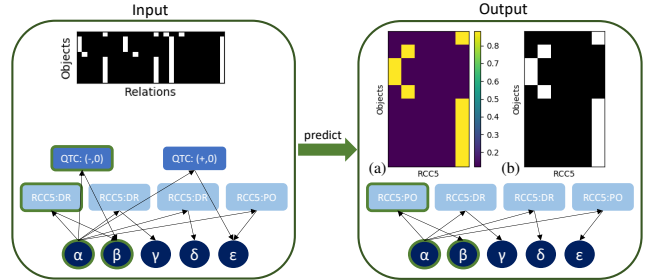 Input
Objects
Relations
QTC: (-,0)
QTC: (+,0)
RCC5:DR
RCC5:DR
RCC5:DR
RCC5:PO
α
β
γ
δ
ε
predict
Output
Objects
(a)
RCC5
0.8
0.7
0.6
0.5
0.4
0.3
0.2
Objects
(b)
RCC5
RCC5:PO
RCC5:DR
RCC5:DR
RCC5:PO
α
β
γ
δ
ε